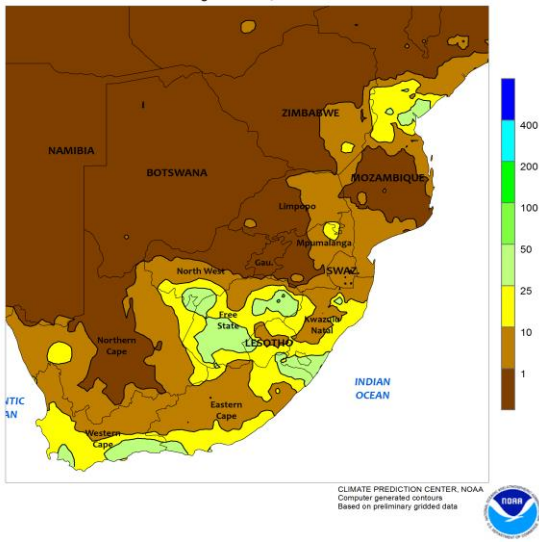 ZIMBABWE
NAMIBIA
BOTSWANA
MOZAMBIQUE
Limpopo
Mpumalanga
Gau.
SWAZ.
North West
Free
State
Kwazulu
Natal
LESOTHO
Northern
Cape
Eastern
Cape
Western
Cape
INDIAN
OCEAN
NTIC
AN
400
200
100
50
25
10
1
CLIMATE PREDICTION CENTER, NOAA
Computer generated contours
Based on preliminary gridded data
NOAA